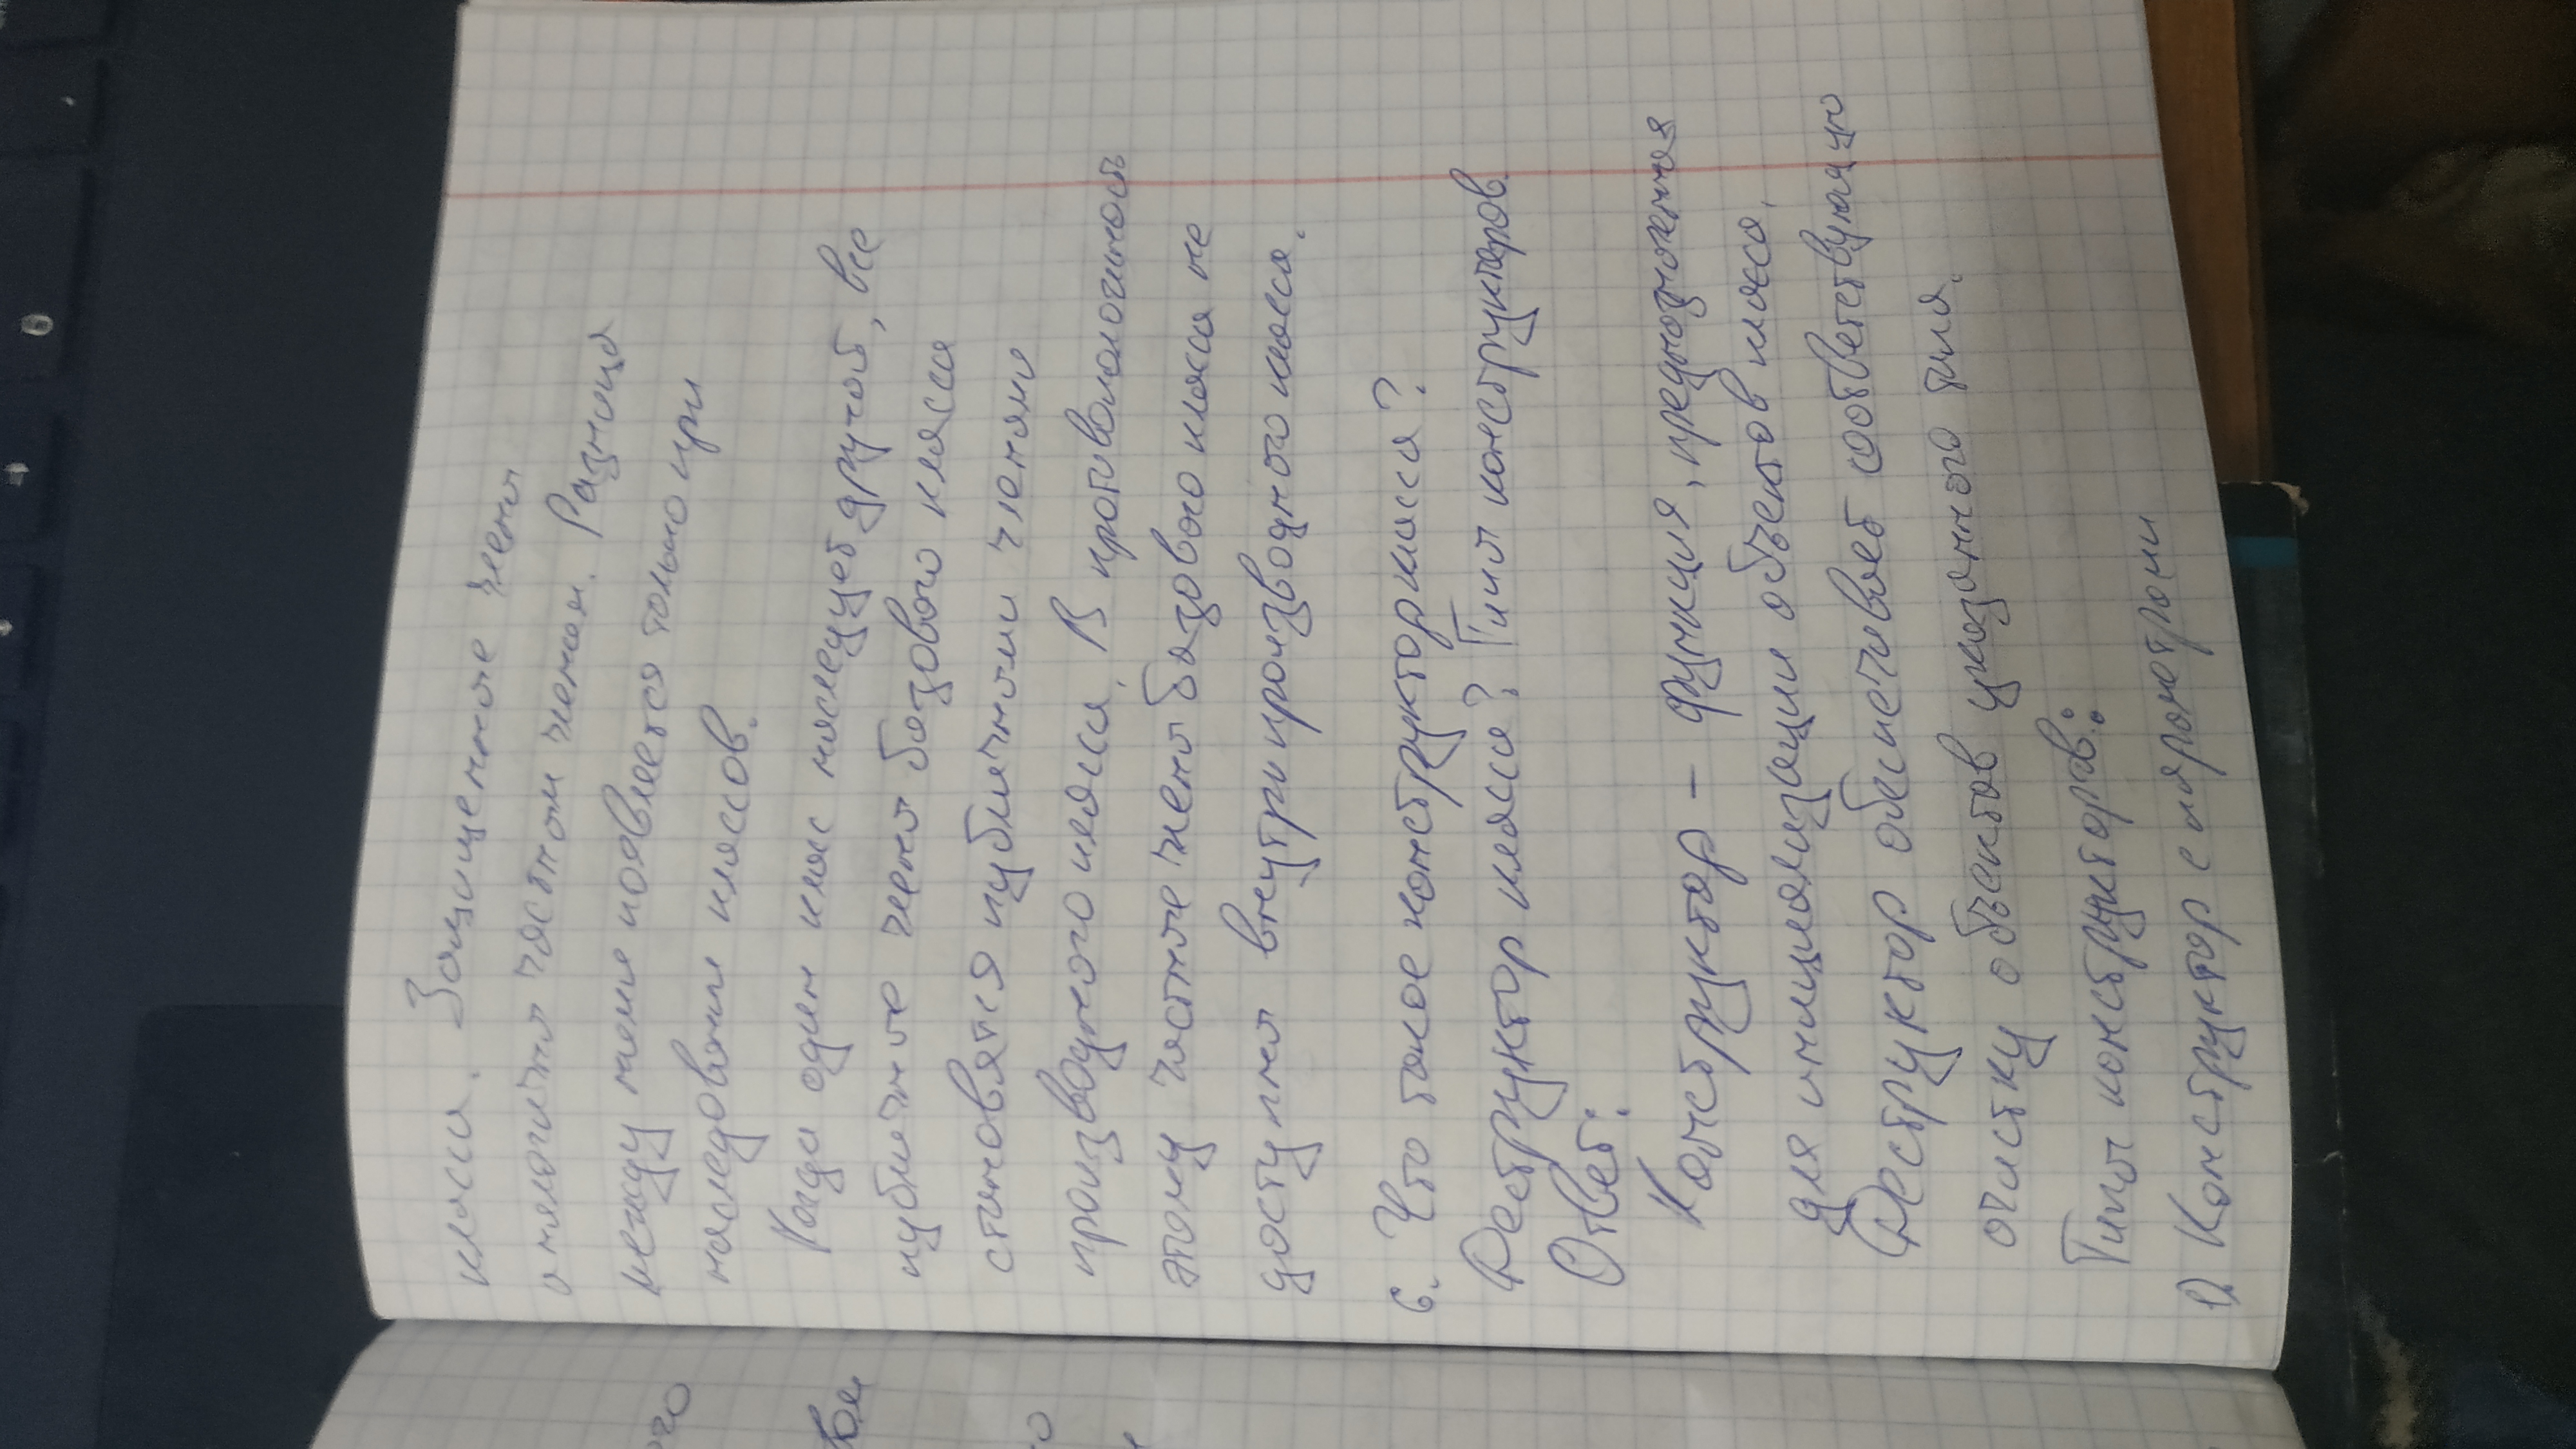 класса. Защищенные члены
аналогичны частным членам. Разница
между ними появляется только при
наследовании классов.
Когда один класс наследует другой, все
публичные члены базового класса
становятся публичными членами
производного класса. В противоположность
этому частные члены базового класса не
доступны внутри производного класса.
6. Что такое конструктор класса?
Деструктор класса? Типы конструкторов.
Ответ:
Конструктор – функция, предназначенная
для инициализации объектов класса.
Деструктор обеспечивает соответствующую
очистку объектов указанного типа.
Типы конструкторов:
1) Конструктор с параметрами
ого
вом